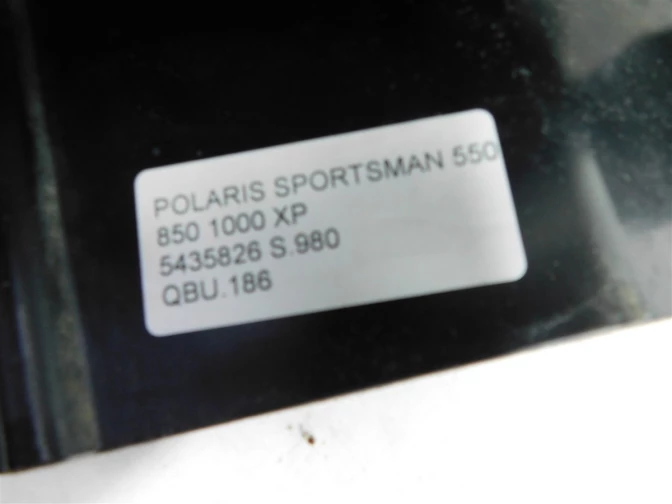 POLARIS SPORTSMAN 550
850 1000 XP
5435826 S.980
QBU.186